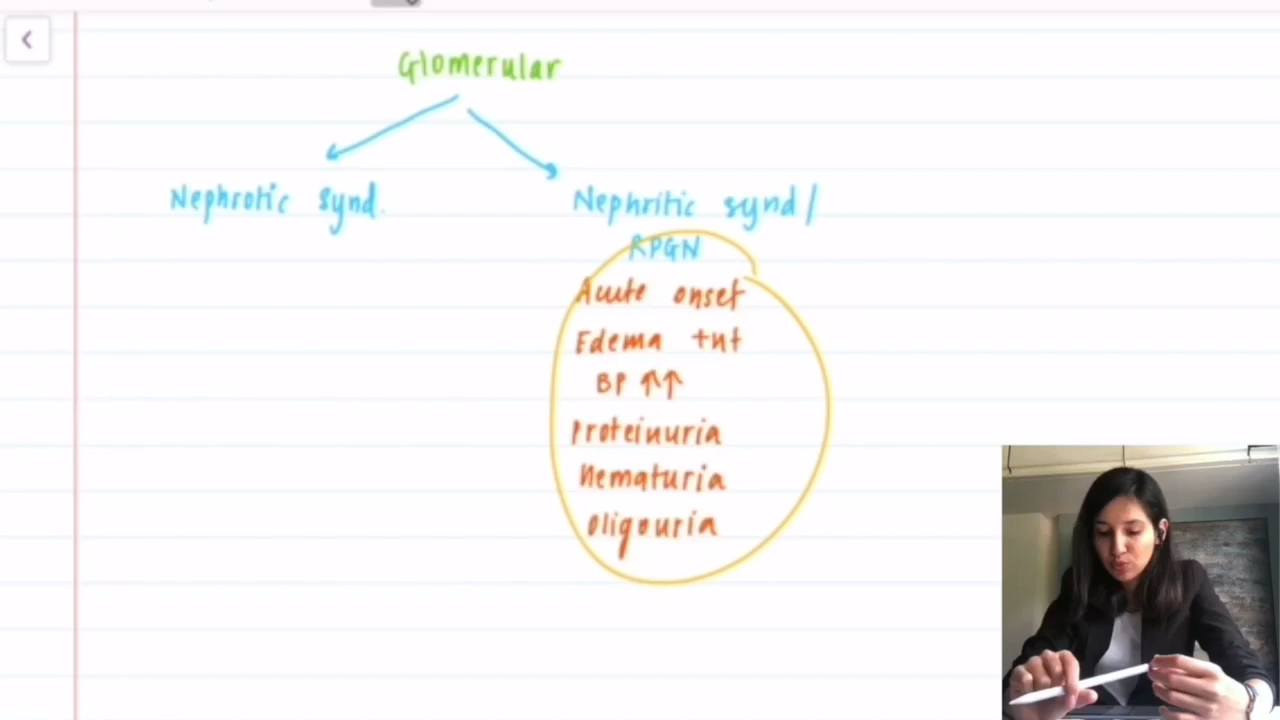 Glomerular
Nephrotic synd.
Nephritic synd/
RPGN
Acute onset
Edema +nt
BP ↑↑
Proteinuria
Hematuria
oligouria